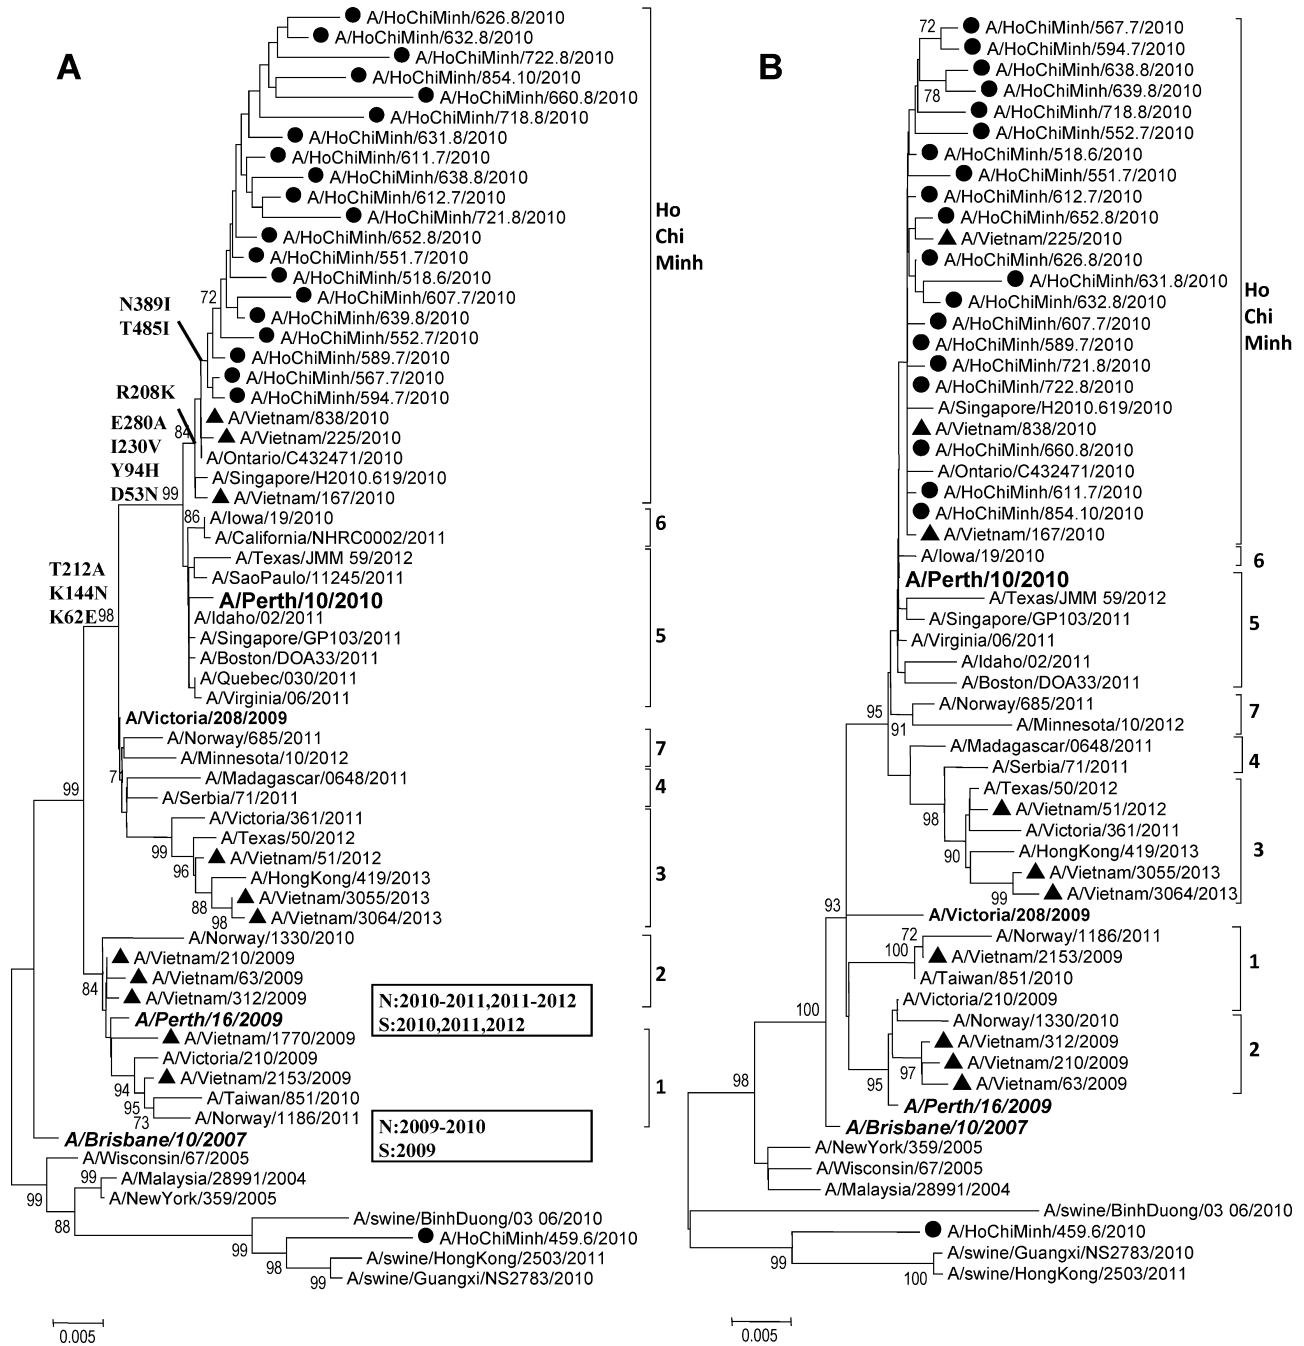 A
A/HoChiMinh/626.8/2010
A/HoChiMinh/632.8/2010
A/HoChiMinh/722.8/2010
A/HoChiMinh/854.10/2010
A/HoChiMinh/660.8/2010
A/HoChiMinh/718.8/2010
A/HoChiMinh/631.8/2010
A/HoChiMinh/611.7/2010
A/HoChiMinh/638.8/2010
A/HoChiMinh/612.7/2010
A/HoChiMinh/721.8/2010
A/HoChiMinh/652.8/2010
A/HoChiMinh/551.7/2010
A/HoChiMinh/518.6/2010
A/HoChiMinh/607.7/2010
A/HoChiMinh/639.8/2010
A/HoChiMinh/552.7/2010
A/HoChiMinh/589.7/2010
A/HoChiMinh/567.7/2010
A/HoChiMinh/594.7/2010
A/Vietnam/838/2010
A/Vietnam/225/2010
A/Ontario/C432471/2010
A/Singapore/H2010.619/2010
A/Vietnam/167/2010
A/Iowa/19/2010
A/California/NHRC0002/2011
A/Texas/JMM 59/2012
A/SaoPaulo/11245/2011
A/Perth/10/2010
A/Idaho/02/2011
A/Singapore/GP103/2011
A/Boston/DOA33/2011
A/Quebec/030/2011
A/Virginia/06/2011
A/Victoria/208/2009
A/Norway/685/2011
A/Minnesota/10/2012
A/Madagascar/0648/2011
A/Serbia/71/2011
A/Victoria/361/2011
A/Texas/50/2012
A/Vietnam/51/2012
A/HongKong/419/2013
A/Vietnam/3055/2013
A/Vietnam/3064/2013
A/Norway/1330/2010
A/Vietnam/210/2009
A/Vietnam/63/2009
A/Vietnam/312/2009
A/Perth/16/2009
A/Vietnam/1770/2009
A/Victoria/210/2009
A/Vietnam/2153/2009
A/Taiwan/851/2010
A/Norway/1186/2011
A/Brisbane/10/2007
A/Wisconsin/67/2005
A/Malaysia/28991/2004
A/NewYork/359/2005
A/swine/BinhDuong/03 06/2010
A/HoChiMinh/459.6/2010
A/swine/HongKong/2503/2011
A/swine/Guangxi/NS2783/2010
72
N389I
T485I
R208K
84
E280A
I230V
Y94H
D53N
99
86
T212A
K144N
K62E
98
7
99
99
96
88
98
84
94
95
73
99
99
88
99
98
99
Ho
Chi
Minh
6
5
7
4
3
2
1
N:2010-2011,2011-2012
S:2010,2011,2012
N:2009-2010
S:2009
0.005
B
A/HoChiMinh/567.7/2010
A/HoChiMinh/594.7/2010
A/HoChiMinh/638.8/2010
A/HoChiMinh/639.8/2010
A/HoChiMinh/718.8/2010
A/HoChiMinh/552.7/2010
A/HoChiMinh/518.6/2010
A/HoChiMinh/551.7/2010
A/HoChiMinh/612.7/2010
A/HoChiMinh/652.8/2010
A/Vietnam/225/2010
A/HoChiMinh/626.8/2010
A/HoChiMinh/631.8/2010
A/HoChiMinh/632.8/2010
A/HoChiMinh/607.7/2010
A/HoChiMinh/589.7/2010
A/HoChiMinh/721.8/2010
A/HoChiMinh/722.8/2010
A/Singapore/H2010.619/2010
A/Vietnam/838/2010
A/HoChiMinh/660.8/2010
A/Ontario/C432471/2010
A/HoChiMinh/611.7/2010
A/HoChiMinh/854.10/2010
A/Vietnam/167/2010
A/Iowa/19/2010
A/Perth/10/2010
A/Texas/JMM 59/2012
A/Singapore/GP103/2011
A/Virginia/06/2011
A/Idaho/02/2011
A/Boston/DOA33/2011
A/Norway/685/2011
A/Minnesota/10/2012
A/Madagascar/0648/2011
A/Serbia/71/2011
A/Texas/50/2012
A/Vietnam/51/2012
A/Victoria/361/2011
A/HongKong/419/2013
A/Vietnam/3055/2013
A/Vietnam/3064/2013
A/Victoria/208/2009
A/Norway/1186/2011
A/Vietnam/2153/2009
A/Taiwan/851/2010
A/Victoria/210/2009
A/Norway/1330/2010
A/Vietnam/312/2009
A/Vietnam/210/2009
A/Vietnam/63/2009
A/Perth/16/2009
A/Brisbane/10/2007
A/NewYork/359/2005
A/Wisconsin/67/2005
A/Malaysia/28991/2004
A/swine/BinhDuong/03 06/2010
A/HoChiMinh/459.6/2010
A/swine/Guangxi/NS2783/2010
A/swine/HongKong/2503/2011
72
78
95
91
98
90
99
93
72
100
100
97
95
98
99
100
Ho
Chi
Minh
6
5
7
4
3
1
2
0.005